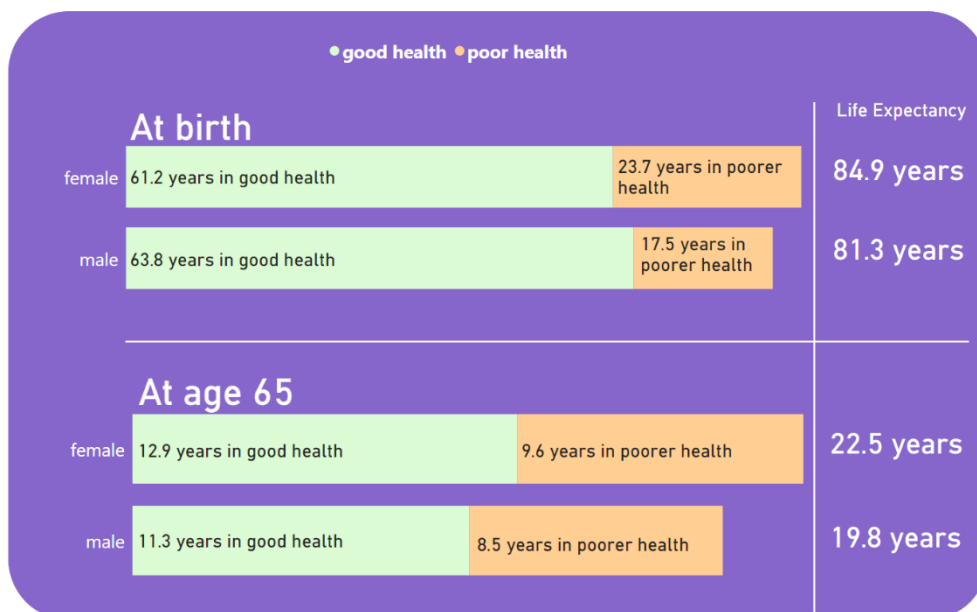 good health poor health
Life Expectancy
At birth
female 61.2 years in good health 23.7 years in poorer
health
84.9 years
male 63.8 years in good health 17.5 years in
poorer health
81.3 years
At age 65
female 12.9 years in good health 9.6 years in poorer health 22.5 years
male 11.3 years in good health 8.5 years in poorer health 19.8 years